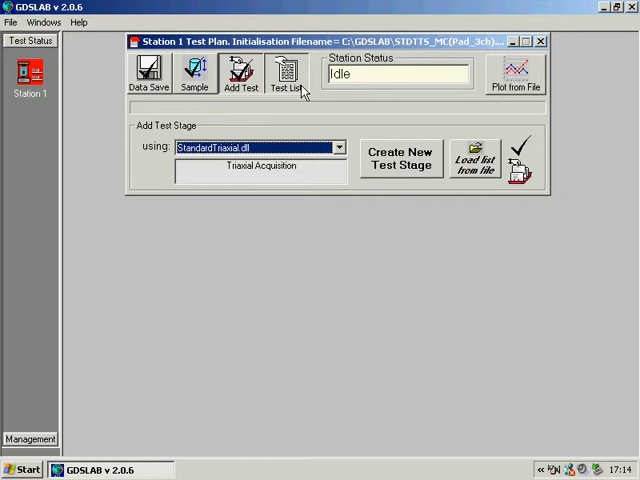 GDSLAB v 2.0.6
File Windows Help
Test Status
Station 1
Station 1 Test Plan. Initialisation Filename= C:\GDSLAB\STDTTS_MC(Pad_3ch)....
Data Save Sample Add Test Test List
Station Status
Idle
Plot from File
Add Test Stage
using: StandardTriaxial.dll
Triaxial Acquisition
Create New
Test Stage
Load list
from file
Management
Start GDSLAB v 2.0.6 « 17:14